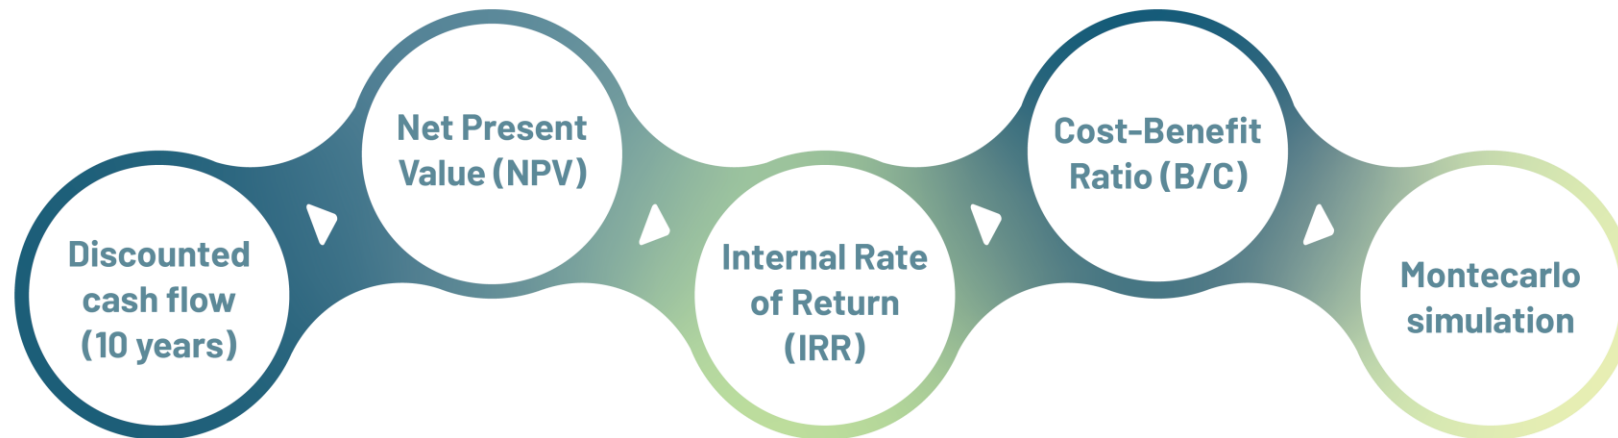 Discounted
cash flow
(10 years)
Net Present
Value (NPV)
Internal Rate
of Return
(IRR)
Cost-Benefit
Ratio (B/C)
Montecarlo
simulation